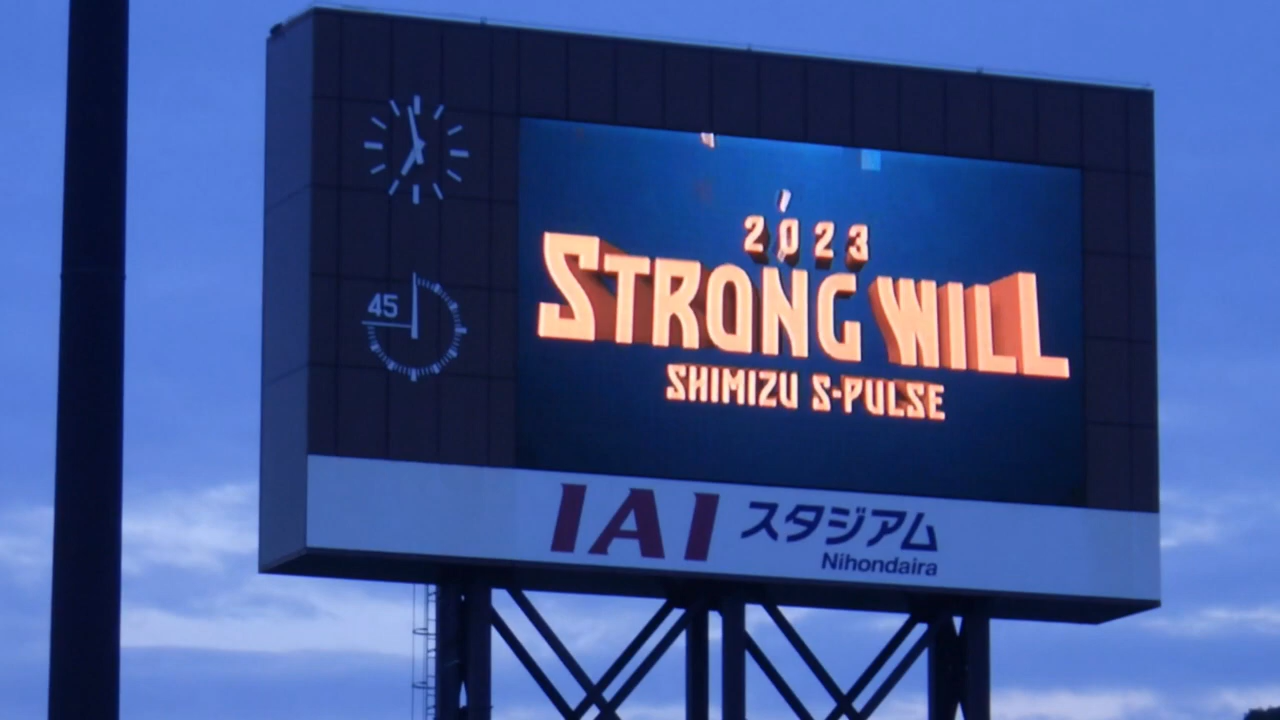 45
2023
STRONG WILL
SHIMIZU S-PULSE
IAI スタジアム
Nihondaira